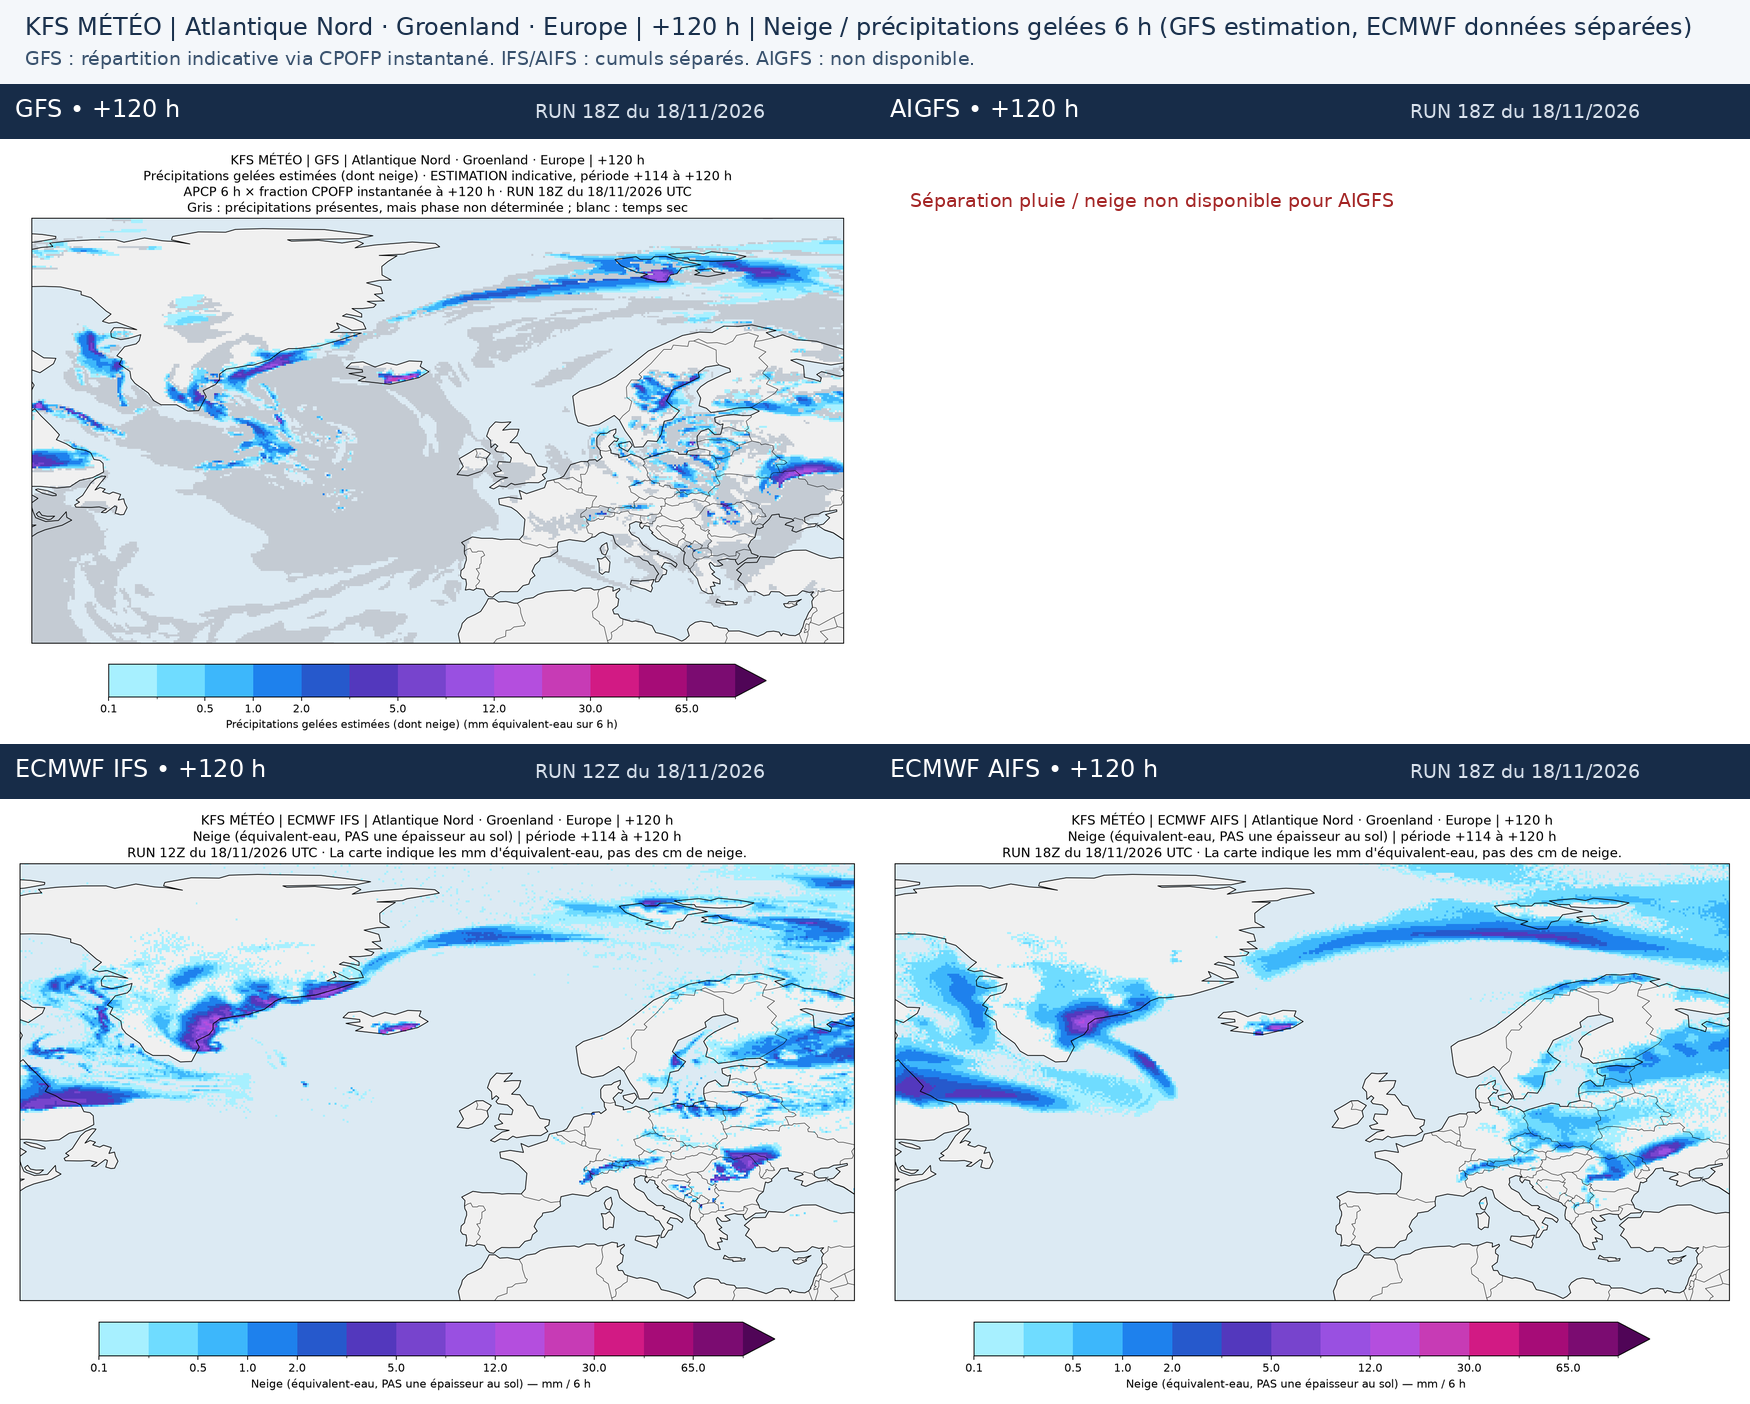 KFS MÉTÉO | Atlantique Nord · Groenland · Europe | +120 h | Neige / précipitations gelées 6 h (GFS estimation, ECMWF données séparées)
GFS : répartition indicative via CPOFP instantané. IFS/AIFS : cumuls séparés. AIGFS : non disponible.
GFS • +120 h
RUN 18Z du 18/11/2026
KFS MÉTÉO | GFS | Atlantique Nord · Groenland · Europe | +120 h
Précipitations gelées estimées (dont neige) · ESTIMATION indicative, période +114 à +120 h
APCP 6 h × fraction CPOFP instantanée à +120 h · RUN 18Z du 18/11/2026 UTC
Gris : précipitations présentes, mais phase non déterminée ; blanc : temps sec
0.1 0.5 1.0 2.0 5.0 12.0 30.0 65.0
Précipitations gelées estimées (dont neige) (mm équivalent-eau sur 6 h)
AIGFS • +120 h
RUN 18Z du 18/11/2026
Séparation pluie / neige non disponible pour AIGFS
ECMWF IFS • +120 h
RUN 12Z du 18/11/2026
KFS MÉTÉO | ECMWF IFS | Atlantique Nord · Groenland · Europe | +120 h
Neige (équivalent-eau, PAS une épaisseur au sol) | période +114 à +120 h
RUN 12Z du 18/11/2026 UTC · La carte indique les mm d'équivalent-eau, pas des cm de neige.
0.1 0.5 1.0 2.0 5.0 12.0 30.0 65.0
Neige (équivalent-eau, PAS une épaisseur au sol) — mm / 6 h
ECMWF AIFS • +120 h
RUN 18Z du 18/11/2026
KFS MÉTÉO | ECMWF AIFS | Atlantique Nord · Groenland · Europe | +120 h
Neige (équivalent-eau, PAS une épaisseur au sol) | période +114 à +120 h
RUN 18Z du 18/11/2026 UTC · La carte indique les mm d'équivalent-eau, pas des cm de neige.
0.1 0.5 1.0 2.0 5.0 12.0 30.0 65.0
Neige (équivalent-eau, PAS une épaisseur au sol) — mm / 6 h